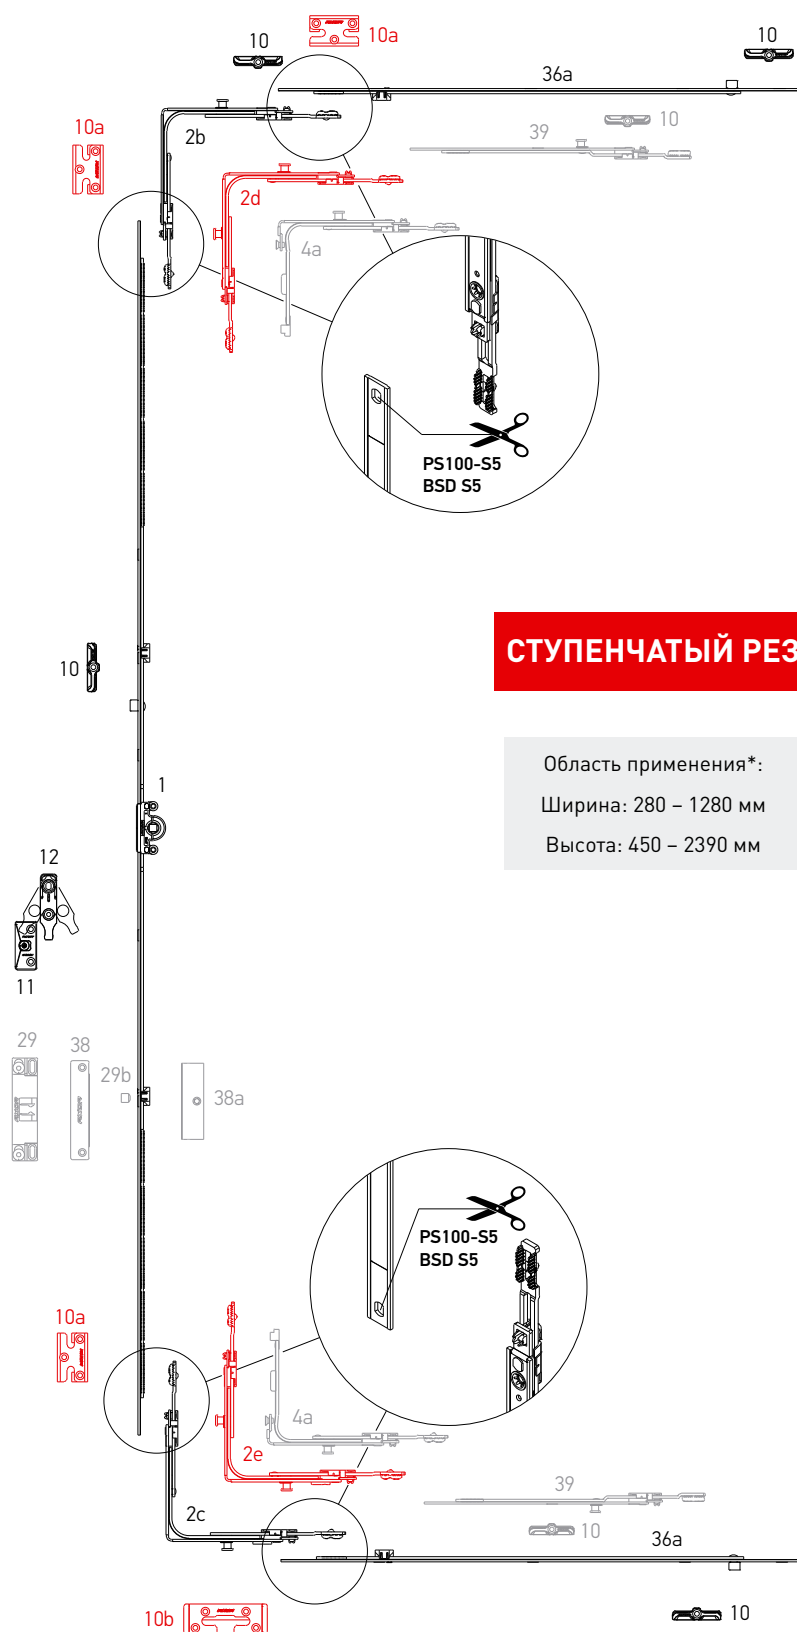 10
10a
10
36a
10a
2b
10
39
2d
4a
PS100-S5
BSD S5
10
СТУПЕНЧАТЫЙ РЕЗ
Область применения*:
Ширина: 280 – 1280 мм
Высота: 450 – 2390 мм
1
12
11
29
38
29b
38a
PS100-S5
BSD S5
10a
4a
2e
39
2c
10
36a
10b
10